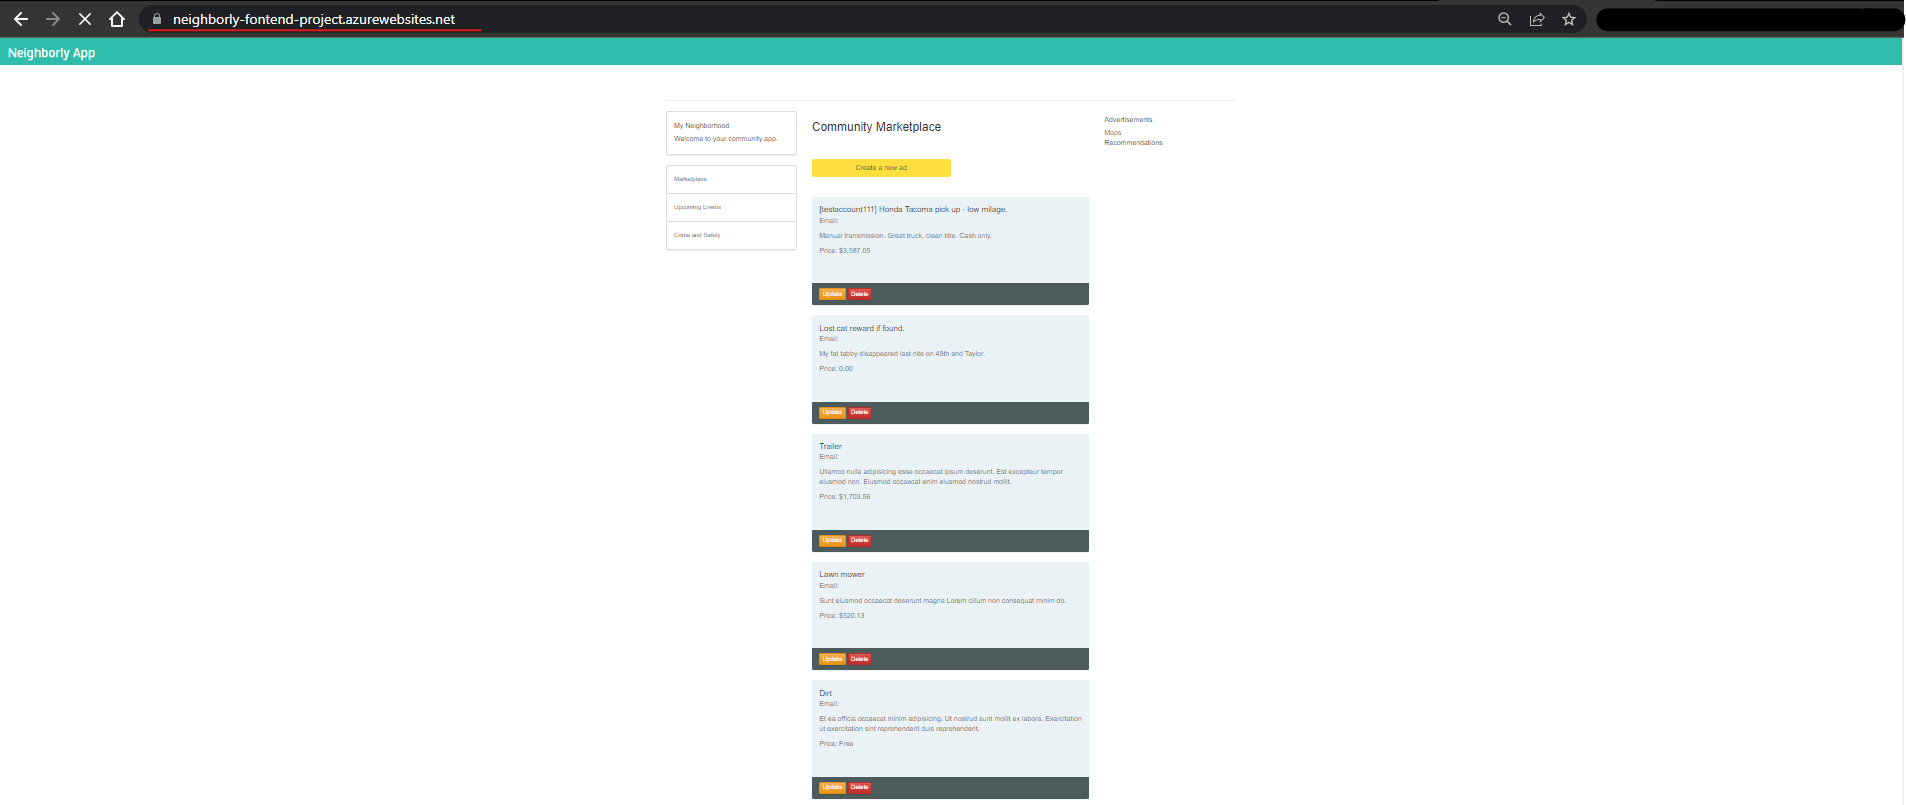 neighborly-fontend-project.azurewebsites.net
Neighborly App
My Neighborhood
Welcome to your community app.
Marketplace
Upcoming Events
Crime and Safety
Community Marketplace
Create a new ad
[testaccount111] Honda Tacoma pick up - low milage.
Email:
Manual transmission. Great truck, clean title. Cash only.
Price: $3,587.05
Update Delete
Lost cat reward if found.
Email:
My fat tabby disappeared last nite on 49th and Taylor.
Price: 0.00
Update Delete
Trailer
Email:
Ullamco nulla adipisicing esse occaecat ipsum deserunt. Est excepteur tempor
eiusmod non. Eiusmod occaecat enim eiusmod nostrud mollit.
Price: $1,703.56
Update Delete
Lawn mower
Email:
Sunt eiusmod occaecat deserunt magna Lorem cillum non consequat minim do.
Price: $520.13
Update Delete
Dirt
Email:
Et ea officia occaecat minim adipisicing. Ut nostrud sunt mollit ex labore. Exercitation
ut exercitation sint reprehenderit duis reprehenderit.
Price: Free
Update Delete
Advertisements
Maps
Recommendations